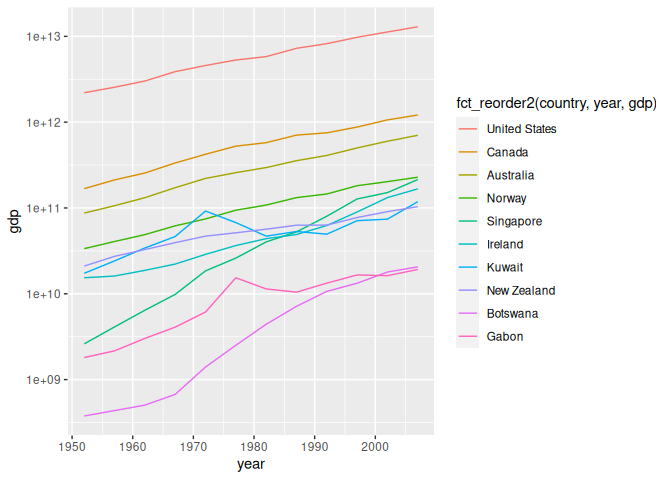 1e+13
1e+12
1e+11
1e+10
1e+09
gdp
1950 1960 1970 1980 1990 2000
year
fct_reorder2(country, year, gdp)
United States
Canada
Australia
Norway
Singapore
Ireland
Kuwait
New Zealand
Botswana
Gabon